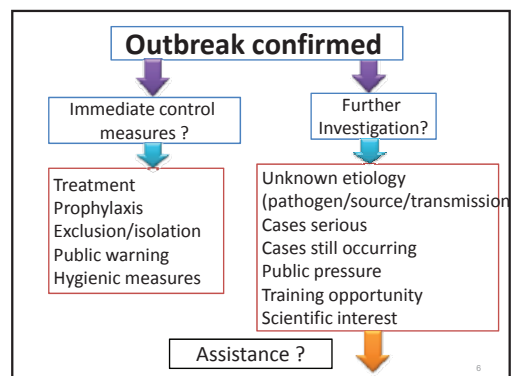 Outbreak confirmed
Immediate control
measures ?
Treatment
Prophylaxis
Exclusion/isolation
Public warning
Hygienic measures
Further
Investigation?
Unknown etiology
(pathogen/source/transmission
Cases serious
Cases still occurring
Public pressure
Training opportunity
Scientific interest
Assistance ?
6